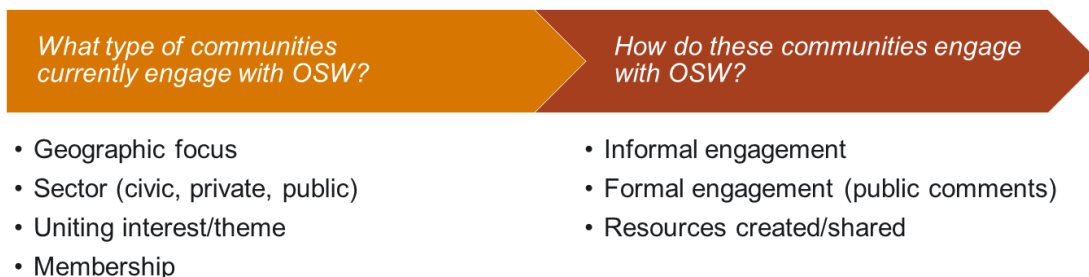 What type of communities
currently engage with OSW?
• Geographic focus
• Sector (civic, private, public)
• Uniting interest/theme
• Membership
How do these communities engage
with OSW?
• Informal engagement
• Formal engagement (public comments)
• Resources created/shared